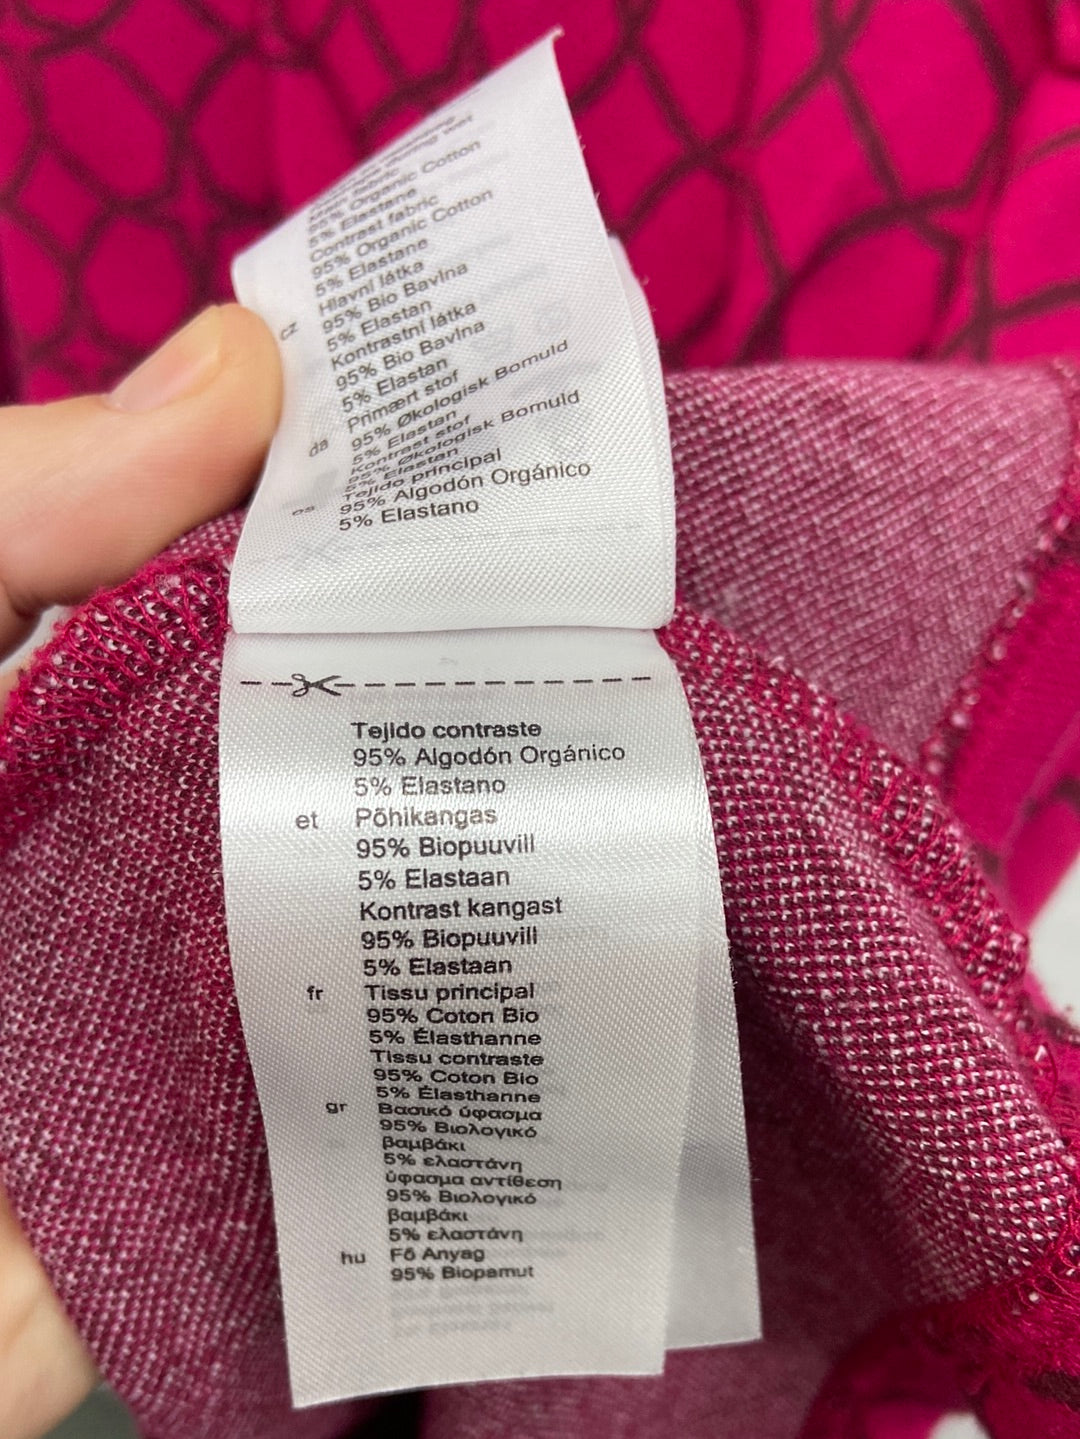 during wet
Main fabric
95% Organic Cotton
5% Elastane
Contrast fabric
95% Organic Cotton
5% Elastane
cz Hlavní látka
95% Bio Bavlna
5% Elastan
Kontrastní látka
95% Bio Bavlna
5% Elastan
da Primært stof
95% Økologisk Bomuld
5% Elastan
Kontrast stof
95% Økologisk Bomuld
5% Elastan
es Tejido principal
95% Algodón Orgánico
5% Elastano
Tejido contraste
95% Algodón Orgánico
5% Elastano
et Põhikangas
95% Biopuuvill
5% Elastaan
Kontrast kangast
95% Biopuuvill
5% Elastaan
fr Tissu principal
95% Coton Bio
5% Élasthanne
Tissu contraste
95% Coton Bio
5% Élasthanne
gr Βασικό ύφασμα
95% Βιολογικό
βαμβάκι
5% ελαστάνη
ύφασμα αντίθεση
95% Βιολογικό
βαμβάκι
5% ελαστάνη
hu Fő Anyag
95% Biopamut